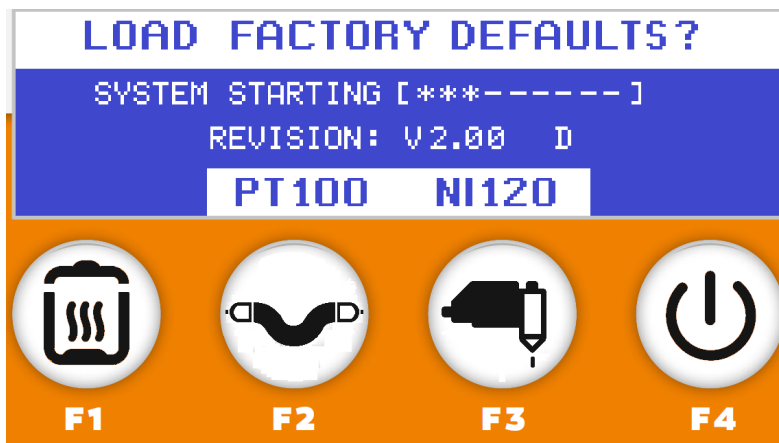 LOAD FACTORY DEFAULTS?
SYSTEM STARTING [***------]
REVISION: V2.00 D
PT100 NI120
F1 F2 F3 F4